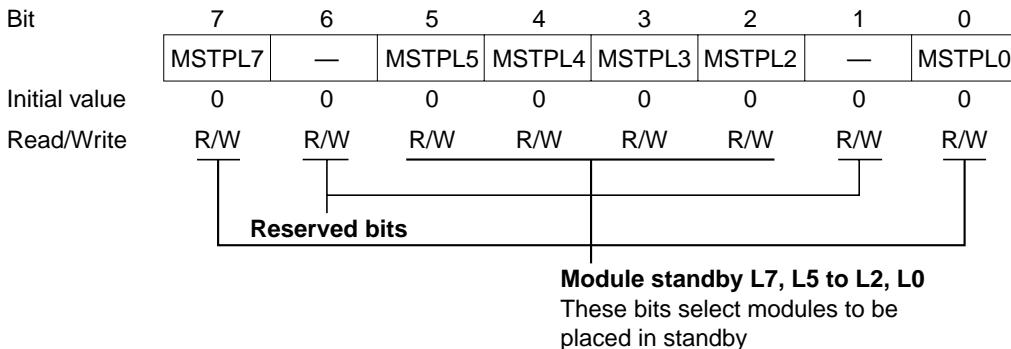 Bit 7 6 5 4 3 2 1 0
MSTPL7 — MSTPL5 MSTPL4 MSTPL3 MSTPL2 — MSTPL0
Initial value 0 0 0 0 0 0 0 0
Read/Write R/W R/W R/W R/W R/W R/W R/W R/W
Reserved bits
Module standby L7, L5 to L2, L0
These bits select modules to be
placed in standby